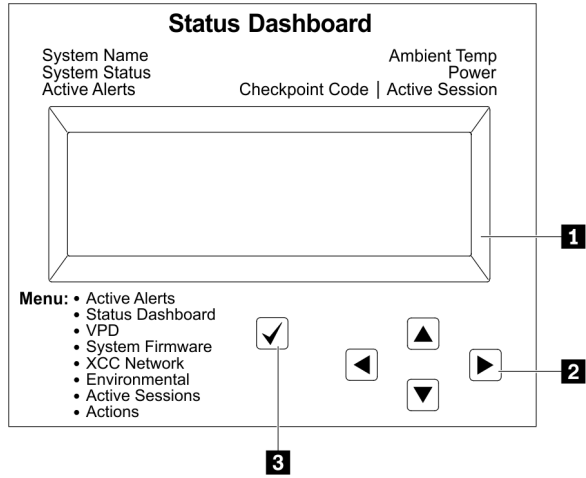 Status Dashboard
System Name
System Status
Active Alerts
Ambient Temp
Power
Checkpoint Code | Active Session
1
Menu: • Active Alerts
• Status Dashboard
• VPD
• System Firmware
• XCC Network
• Environmental
• Active Sessions
• Actions
2
3